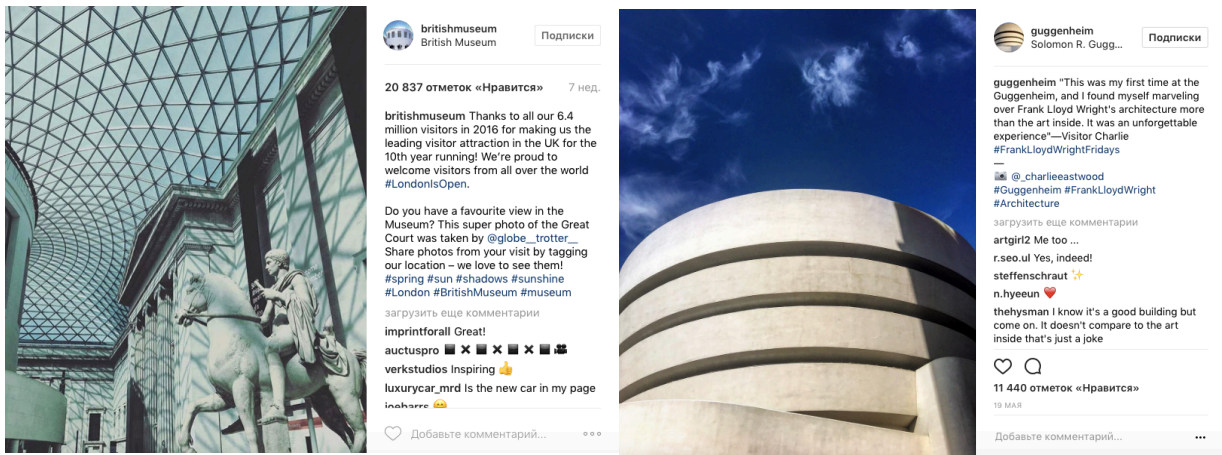 britishmuseum
British Museum
Подписки
20 837 отметок «Нравится»
7 нед.
britishmuseum Thanks to all our 6.4
million visitors in 2016 for making us the
leading visitor attraction in the UK for the
10th year running! We're proud to
welcome visitors from all over the world
#LondonIsOpen.
Do you have a favourite view in the
Museum? This super photo of the Great
Court was taken by @globe__trotter__
Share photos from your visit by tagging
our location – we love to see them!
#spring #sun #shadows #sunshine
#London #BritishMuseum #museum
загрузить еще комментарии
imprintforall Great!
auctuspro ⬛ ✖ ⬛ ✖ ⬛ ✖ ⬛ 🎥
verkstudios Inspiring 👍
luxurycar_mrd Is the new car in my page
joebarrs 😁
Добавьте комментарий...
guggenheim
Solomon R. Gugg...
Подписки
guggenheim "This was my first time at the
Guggenheim, and I found myself marveling
over Frank Lloyd Wright's architecture more
than the art inside. It was an unforgettable
experience"—Visitor Charlie
#FrankLloydWrightFridays
—
📷 @_charlieeastwood
#Guggenheim #FrankLloydWright
#Architecture
загрузить еще комментарии
artgirl2 Me too ...
r.seo.ul Yes, indeed!
steffenschraut ✨
n.hyeeun ❤️
thehysman I know it's a good building but
come on. It doesn't compare to the art
inside that's just a joke
11 440 отметок «Нравится»
19 МАЯ
Добавьте комментарий...